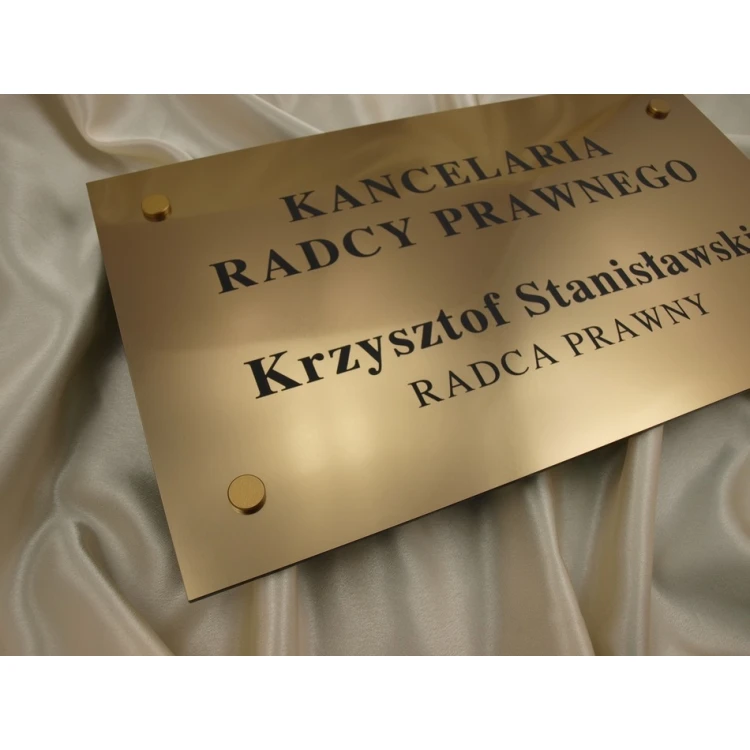 KANCELARIA
RADCY PRAWNEGO
Krzysztof Stanisławski
RADCA PRAWNY